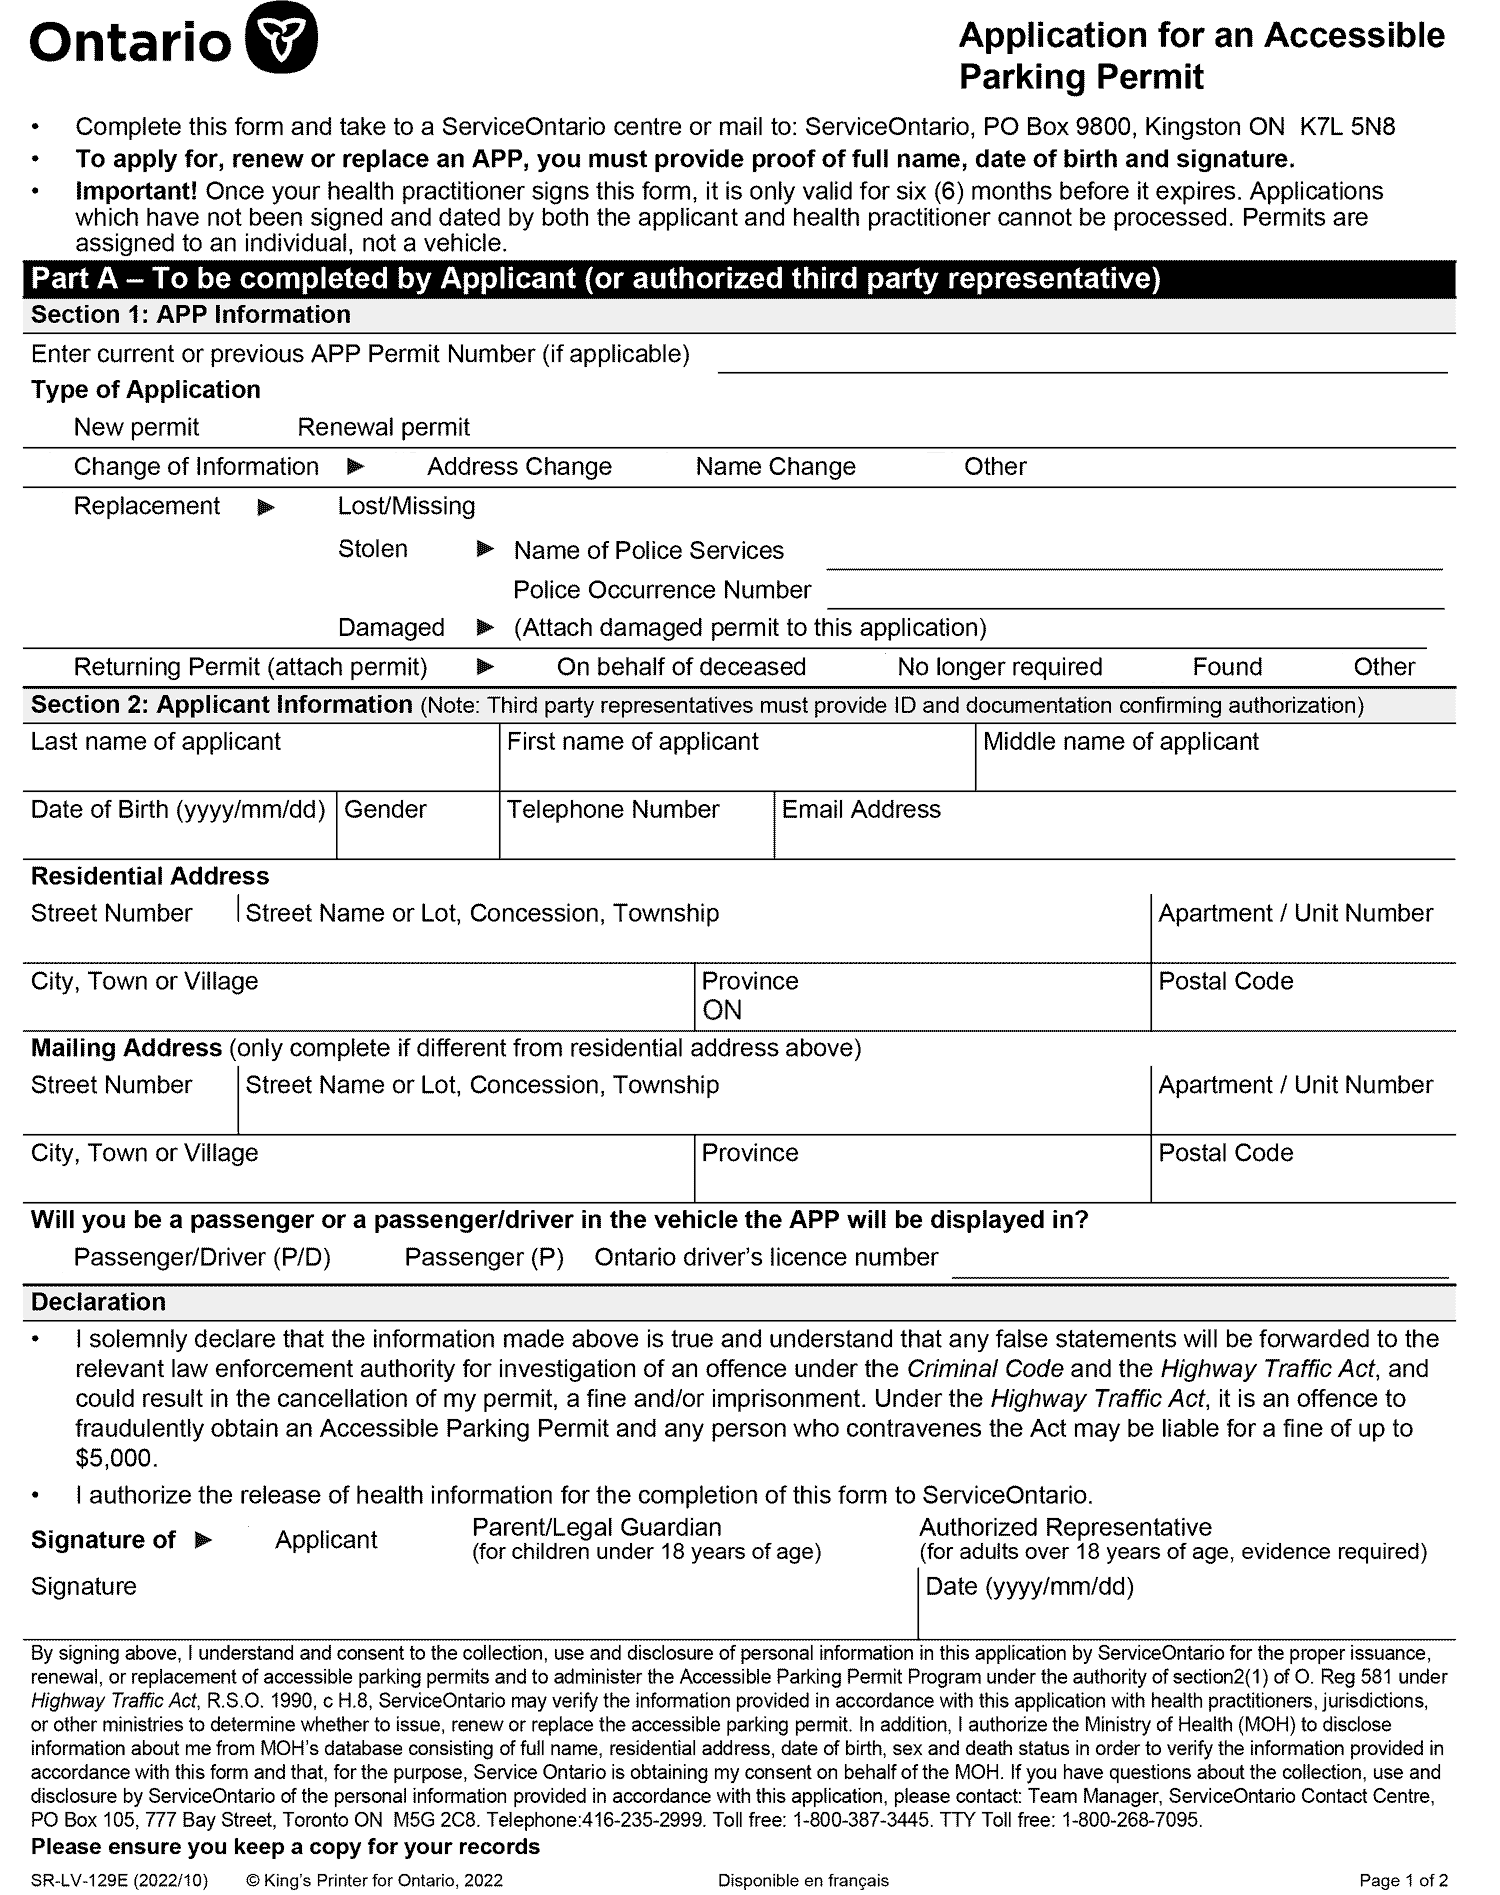 Ontario
Application for an Accessible
Parking Permit
• Complete this form and take to a ServiceOntario centre or mail to: ServiceOntario, PO Box 9800, Kingston ON K7L 5N8
• To apply for, renew or replace an APP, you must provide proof of full name, date of birth and signature.
• Important! Once your health practitioner signs this form, it is only valid for six (6) months before it expires. Applications
which have not been signed and dated by both the applicant and health practitioner cannot be processed. Permits are
assigned to an individual, not a vehicle.
Part A – To be completed by Applicant (or authorized third party representative)
Section 1: APP Information
Enter current or previous APP Permit Number (if applicable)
Type of Application
New permit Renewal permit
Change of Information ▶ Address Change Name Change Other
Replacement ▶ Lost/Missing
Stolen ▶ Name of Police Services
Police Occurrence Number
Damaged ▶ (Attach damaged permit to this application)
Returning Permit (attach permit) ▶ On behalf of deceased No longer required Found Other
Section 2: Applicant Information (Note: Third party representatives must provide ID and documentation confirming authorization)
Last name of applicant First name of applicant Middle name of applicant
Date of Birth (yyyy/mm/dd) Gender Telephone Number Email Address
Residential Address
Street Number Street Name or Lot, Concession, Township Apartment / Unit Number
City, Town or Village Province Postal Code
ON
Mailing Address (only complete if different from residential address above)
Street Number Street Name or Lot, Concession, Township Apartment / Unit Number
City, Town or Village Province Postal Code
Will you be a passenger or a passenger/driver in the vehicle the APP will be displayed in?
Passenger/Driver (P/D) Passenger (P) Ontario driver's licence number
Declaration
• I solemnly declare that the information made above is true and understand that any false statements will be forwarded to the
relevant law enforcement authority for investigation of an offence under the Criminal Code and the Highway Traffic Act, and
could result in the cancellation of my permit, a fine and/or imprisonment. Under the Highway Traffic Act, it is an offence to
fraudulently obtain an Accessible Parking Permit and any person who contravenes the Act may be liable for a fine of up to
$5,000.
• I authorize the release of health information for the completion of this form to ServiceOntario.
Signature of ▶ Applicant Parent/Legal Guardian Authorized Representative
(for children under 18 years of age) (for adults over 18 years of age, evidence required)
Signature Date (yyyy/mm/dd)
By signing above, I understand and consent to the collection, use and disclosure of personal information in this application by ServiceOntario for the proper issuance,
renewal, or replacement of accessible parking permits and to administer the Accessible Parking Permit Program under the authority of section2(1) of O. Reg 581 under
Highway Traffic Act, R.S.O. 1990, c H.8, ServiceOntario may verify the information provided in accordance with this application with health practitioners, jurisdictions,
or other ministries to determine whether to issue, renew or replace the accessible parking permit. In addition, I authorize the Ministry of Health (MOH) to disclose
information about me from MOH's database consisting of full name, residential address, date of birth, sex and death status in order to verify the information provided in
accordance with this form and that, for the purpose, Service Ontario is obtaining my consent on behalf of the MOH. If you have questions about the collection, use and
disclosure by ServiceOntario of the personal information provided in accordance with this application, please contact: Team Manager, ServiceOntario Contact Centre,
PO Box 105, 777 Bay Street, Toronto ON M5G 2C8. Telephone:416-235-2999. Toll free: 1-800-387-3445. TTY Toll free: 1-800-268-7095.
Please ensure you keep a copy for your records
SR-LV-129E (2022/10) © King's Printer for Ontario, 2022 Disponible en français Page 1 of 2